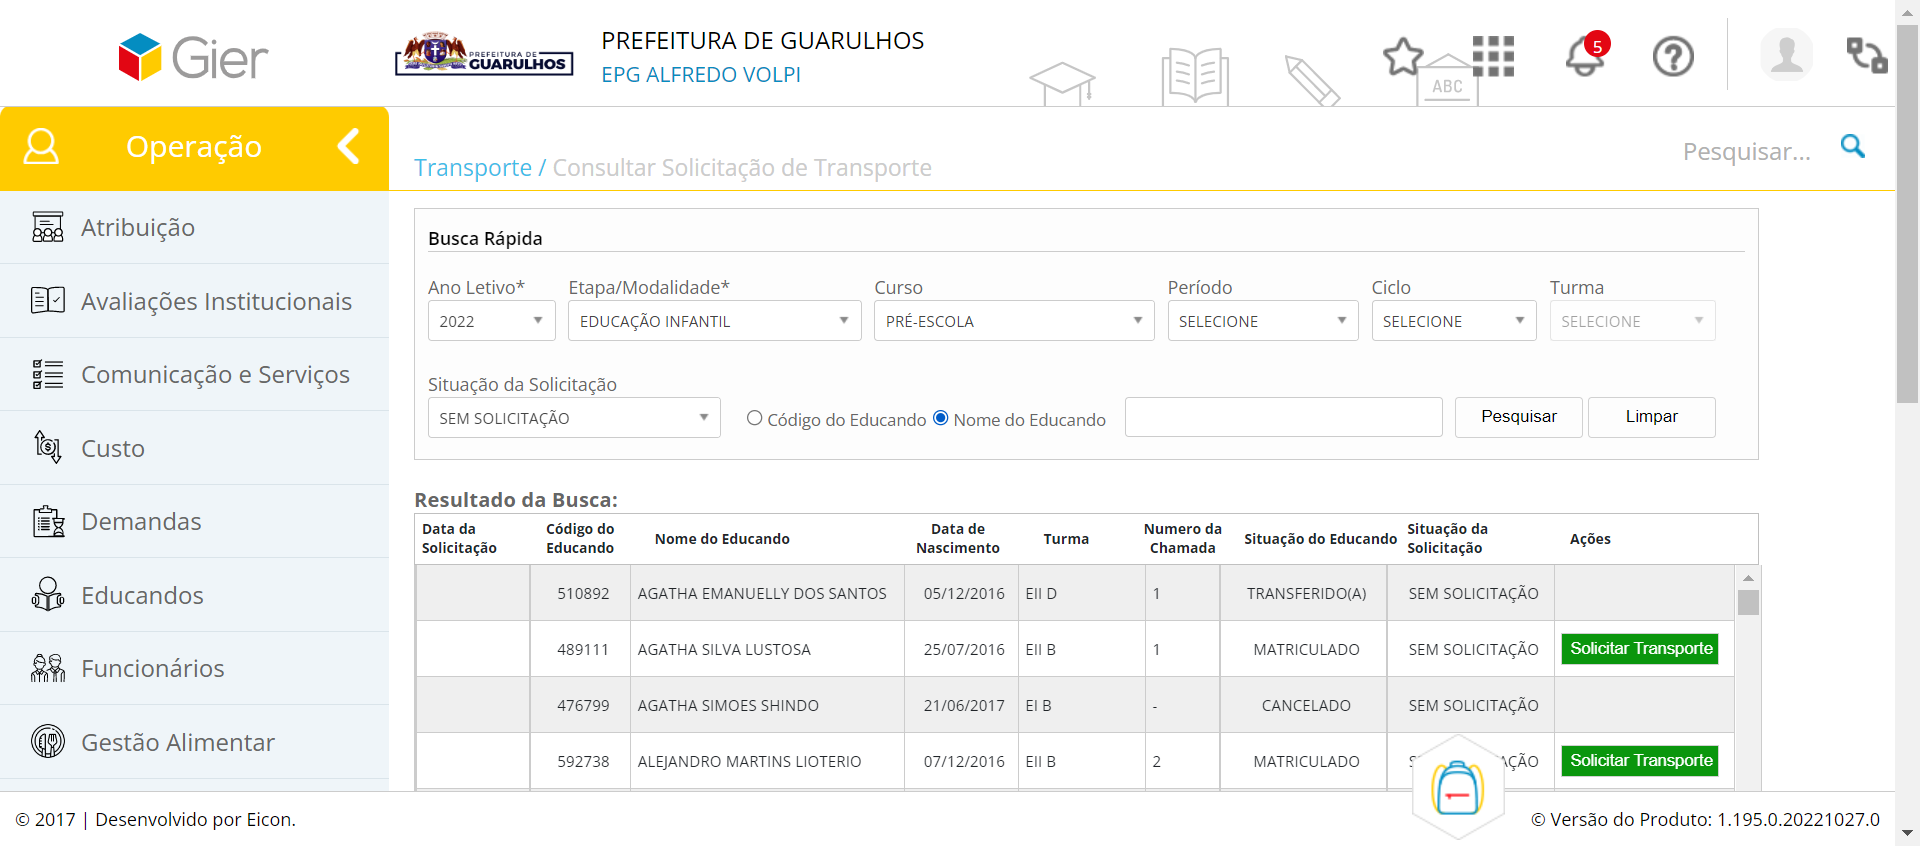 Gier
PREFEITURA DE
GUARULHOS
PREFEITURA DE GUARULHOS
EPG ALFREDO VOLPI
ABC
5
Operação
Transporte / Consultar Solicitação de Transporte
Pesquisar...
Atribuição
Avaliações Institucionais
Comunicação e Serviços
Custo
Demandas
Educandos
Funcionários
Gestão Alimentar
Busca Rápida
Ano Letivo* Etapa/Modalidade* Curso Período Ciclo Turma
2022 EDUCAÇÃO INFANTIL PRÉ-ESCOLA SELECIONE SELECIONE SELECIONE
Situação da Solicitação
SEM SOLICITAÇÃO Código do Educando Nome do Educando Pesquisar Limpar
Resultado da Busca:
Data da Solicitação Código do Educando Nome do Educando Data de Nascimento Turma Numero da Chamada Situação do Educando Situação da Solicitação Ações
510892 AGATHA EMANUELLY DOS SANTOS 05/12/2016 EII D 1 TRANSFERIDO(A) SEM SOLICITAÇÃO
489111 AGATHA SILVA LUSTOSA 25/07/2016 EII B 1 MATRICULADO SEM SOLICITAÇÃO Solicitar Transporte
476799 AGATHA SIMOES SHINDO 21/06/2017 EI B - CANCELADO SEM SOLICITAÇÃO
592738 ALEJANDRO MARTINS LIOTERIO 07/12/2016 EII B 2 MATRICULADO Solicitar Transporte
© 2017 | Desenvolvido por Eicon.
© Versão do Produto: 1.195.0.20221027.0